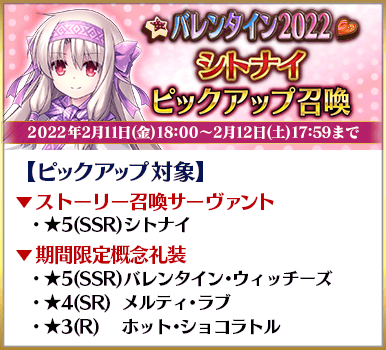 バレンタイン2022
シトナイ
ピックアップ召喚
2022年2月11日(金)18:00～2月12日(土)17:59まで
【ピックアップ対象】
▼ストーリー召喚サーヴァント
・★5(SSR)シトナイ
▼期間限定概念礼装
・★5(SSR)バレンタイン・ウィッチーズ
・★4(SR) メルティ・ラブ
・★3(R) ホット・ショコラトル